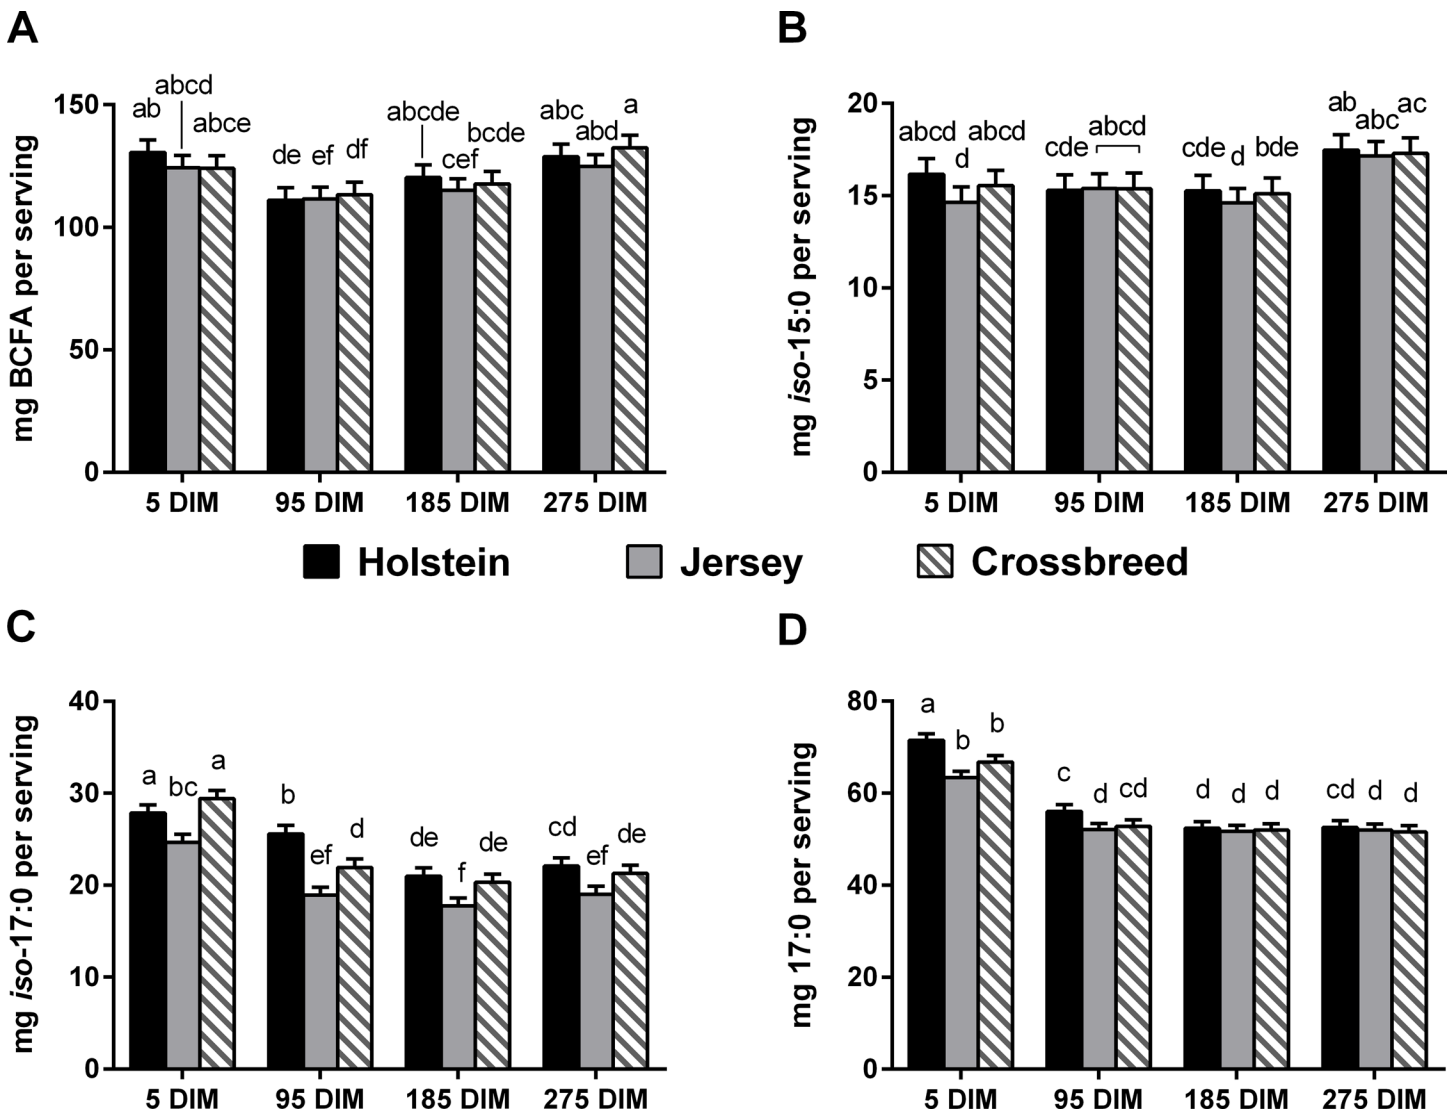 A
mg BCFA per serving
150
100
50
0
ab
abcd
abce
de
ef
df
abcde
cef
bcde
abc
abd
a
5 DIM
95 DIM
185 DIM
275 DIM
B
mg iso-15:0 per serving
20
15
10
5
0
abcd
d
abcd
cde
abcd
cde
d
bde
ab
abc
ac
5 DIM
95 DIM
185 DIM
275 DIM
Holstein
Jersey
Crossbreed
C
mg iso-17:0 per serving
40
30
20
10
0
a
bc
a
b
ef
d
de
f
de
cd
ef
de
5 DIM
95 DIM
185 DIM
275 DIM
D
mg 17:0 per serving
80
60
40
20
0
a
b
b
c
d
cd
d
d
d
cd
d
d
5 DIM
95 DIM
185 DIM
275 DIM